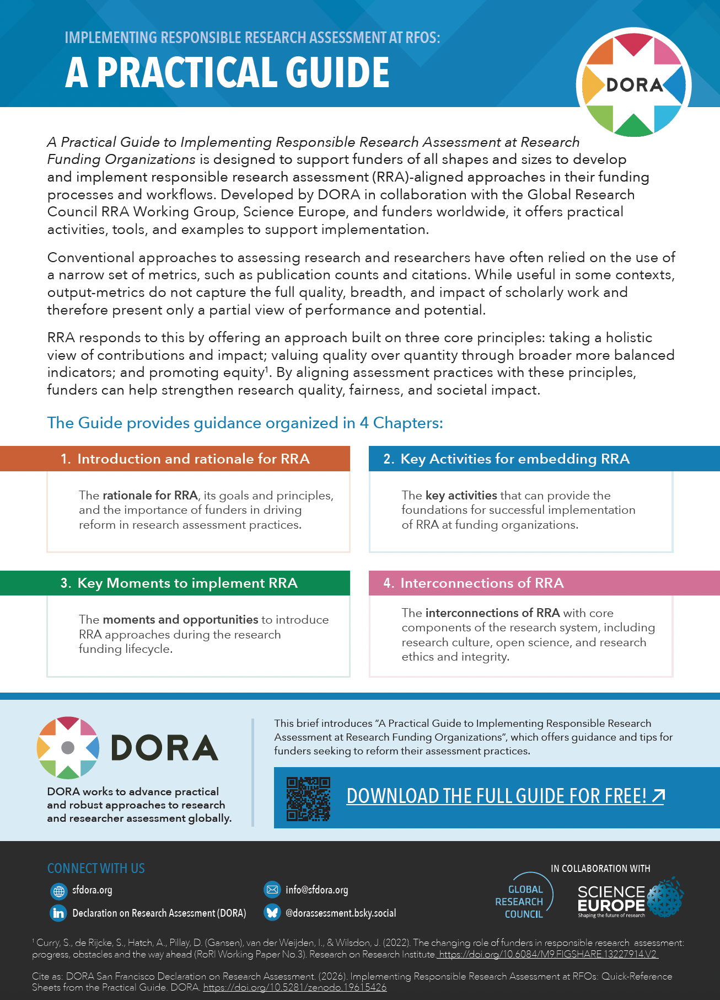 IMPLEMENTING RESPONSIBLE RESEARCH ASSESSMENT AT RFOS:
A PRACTICAL GUIDE
DORA
A Practical Guide to Implementing Responsible Research Assessment at Research
Funding Organizations is designed to support funders of all shapes and sizes to develop
and implement responsible research assessment (RRA)-aligned approaches in their funding
processes and workflows. Developed by DORA in collaboration with the Global Research
Council RRA Working Group, Science Europe, and funders worldwide, it offers practical
activities, tools, and examples to support implementation.
Conventional approaches to assessing research and researchers have often relied on the use of
a narrow set of metrics, such as publication counts and citations. While useful in some contexts,
output-metrics do not capture the full quality, breadth, and impact of scholarly work and
therefore present only a partial view of performance and potential.
RRA responds to this by offering an approach built on three core principles: taking a holistic
view of contributions and impact; valuing quality over quantity through broader more balanced
indicators; and promoting equity¹. By aligning assessment practices with these principles,
funders can help strengthen research quality, fairness, and societal impact.
The Guide provides guidance organized in 4 Chapters:
1. Introduction and rationale for RRA
The rationale for RRA, its goals and principles,
and the importance of funders in driving
reform in research assessment practices.
2. Key Activities for embedding RRA
The key activities that can provide the
foundations for successful implementation
of RRA at funding organizations.
3. Key Moments to implement RRA
The moments and opportunities to introduce
RRA approaches during the research
funding lifecycle.
4. Interconnections of RRA
The interconnections of RRA with core
components of the research system, including
research culture, open science, and research
ethics and integrity.
DORA
DORA works to advance practical
and robust approaches to research
and researcher assessment globally.
This brief introduces “A Practical Guide to Implementing Responsible Research
Assessment at Research Funding Organizations”, which offers guidance and tips for
funders seeking to reform their assessment practices.
DOWNLOAD THE FULL GUIDE FOR FREE!
CONNECT WITH US
sfdora.org
info@sfdora.org
in
Declaration on Research Assessment (DORA)
@dorassessment.bsky.social
IN COLLABORATION WITH
GLOBAL
RESEARCH
COUNCIL
SCIENCE
EUROPE
Shaping the future of research
¹ Curry, S., de Rijcke, S., Hatch, A., Pillay, D. (Gansen), van der Weijden, I., & Wilsdon, J. (2022). The changing role of funders in responsible research assessment:
progress, obstacles and the way ahead (RoRI Working Paper No.3). Research on Research Institute. https://doi.org/10.6084/M9.FIGSHARE.13227914.V2
Cite as: DORA San Francisco Declaration on Research Assessment. (2026). Implementing Responsible Research Assessment at RFOs: Quick-Reference
Sheets from the Practical Guide. DORA. https://doi.org/10.5281/zenodo.19615426